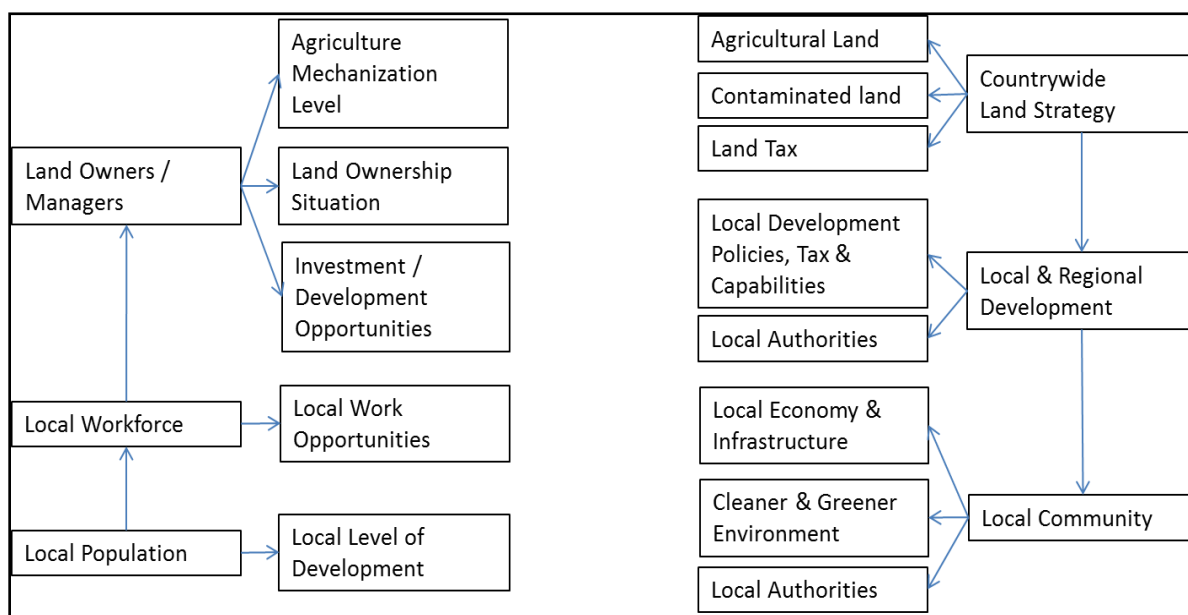 Agriculture
Mechanization
Level
Land Owners /
Managers
Land Ownership
Situation
Investment /
Development
Opportunities
Local Workforce
Local Work
Opportunities
Local Population
Local Level of
Development
Agricultural Land
Contaminated land
Land Tax
Countrywide
Land Strategy
Local Development
Policies, Tax &
Capabilities
Local Authorities
Local & Regional
Development
Local Economy &
Infrastructure
Cleaner & Greener
Environment
Local Authorities
Local Community